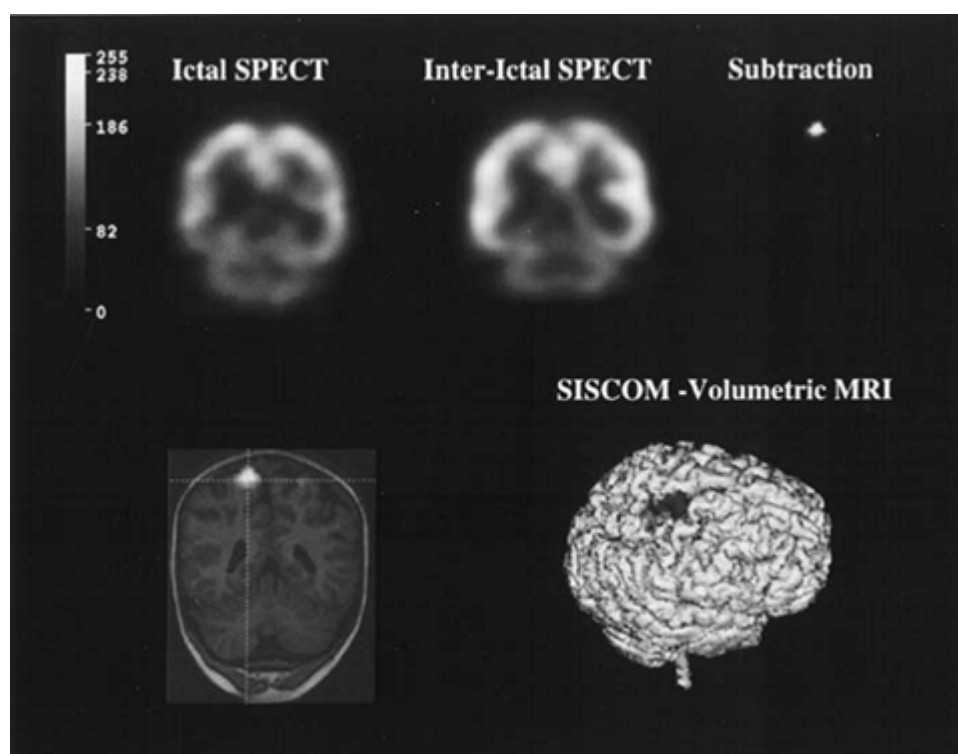 255
238
186
82
0
Ictal SPECT
Inter-Ictal SPECT
Subtraction
SISCOM -Volumetric MRI